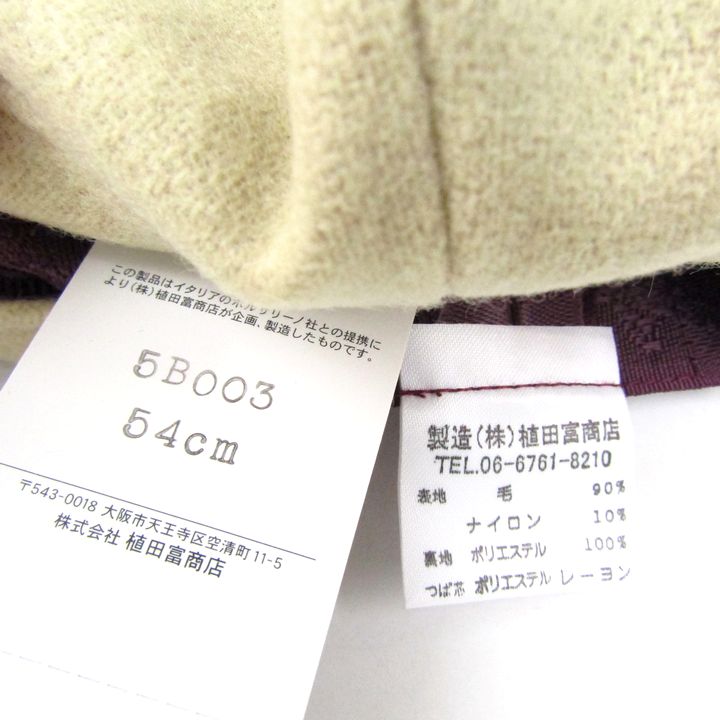 この製品はイタリアのボルサリーノ社との提携に
より(株)植田富商店が企画、製造したものです。
5B003
54cm
〒543-0018 大阪市天王寺区空清町11-5
株式会社 植田富商店
製造(株)植田富商店
TEL.06-6761-8210
表地 毛 90%
ナイロン 10%
裏地 ポリエステル 100%
つば芯 ポリエステル レーヨン